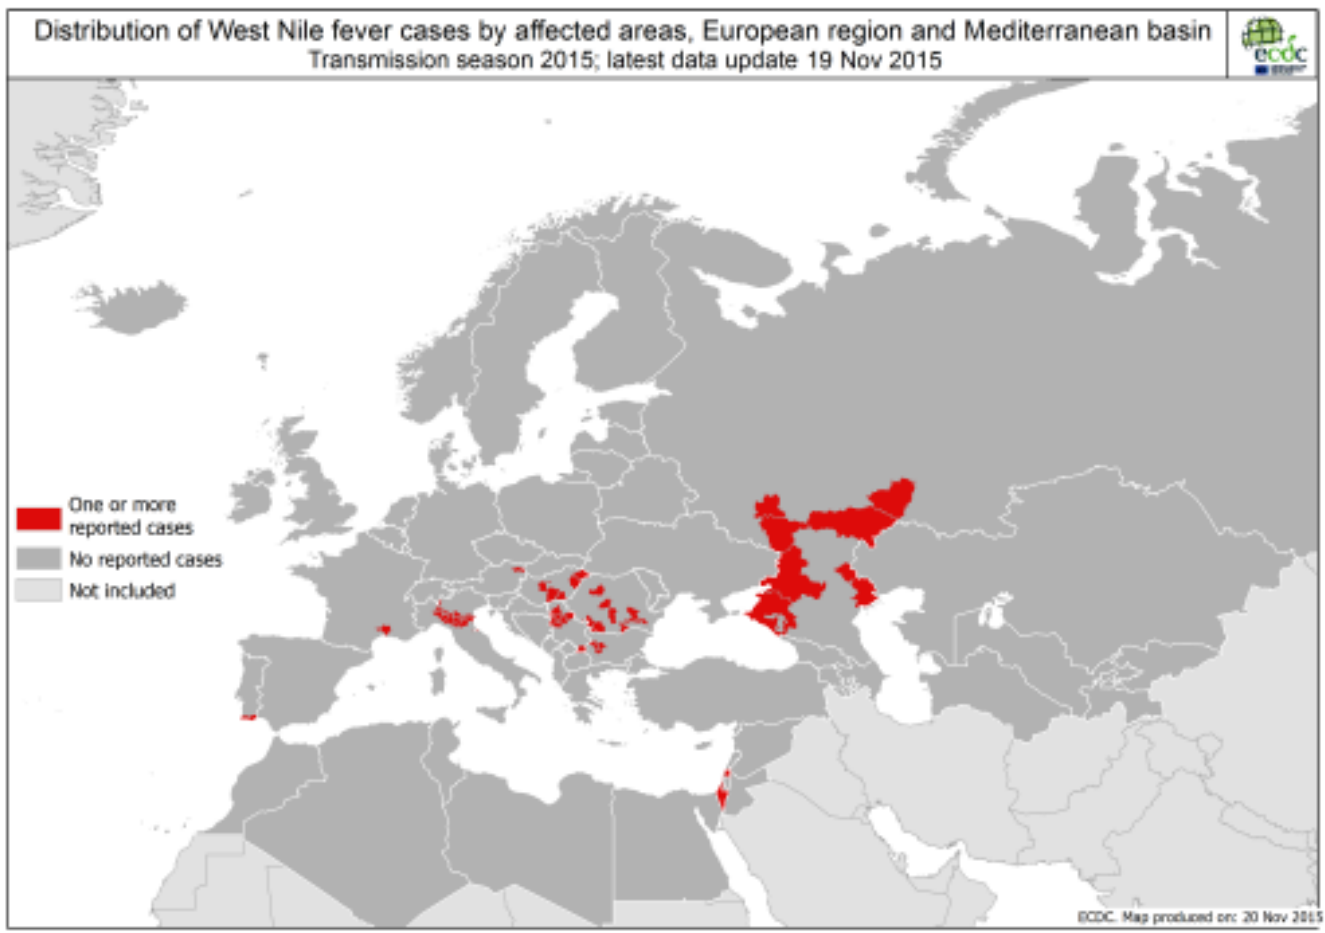 Distribution of West Nile fever cases by affected areas, European region and Mediterranean basin
Transmission season 2015; latest data update 19 Nov 2015
ecdc
One or more
reported cases
No reported cases
Not included
ECDC. Map produced on: 20 Nov 2015